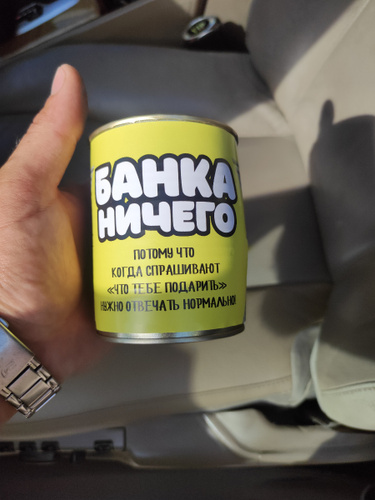 БАНКА
НИЧЕГО
ПОТОМУ ЧТО
КОГДА СПРАШИВАЮТ
«ЧТО ТЕБЕ ПОДАРИТЬ»
НУЖНО ОТВЕЧАТЬ НОРМАЛЬНО!